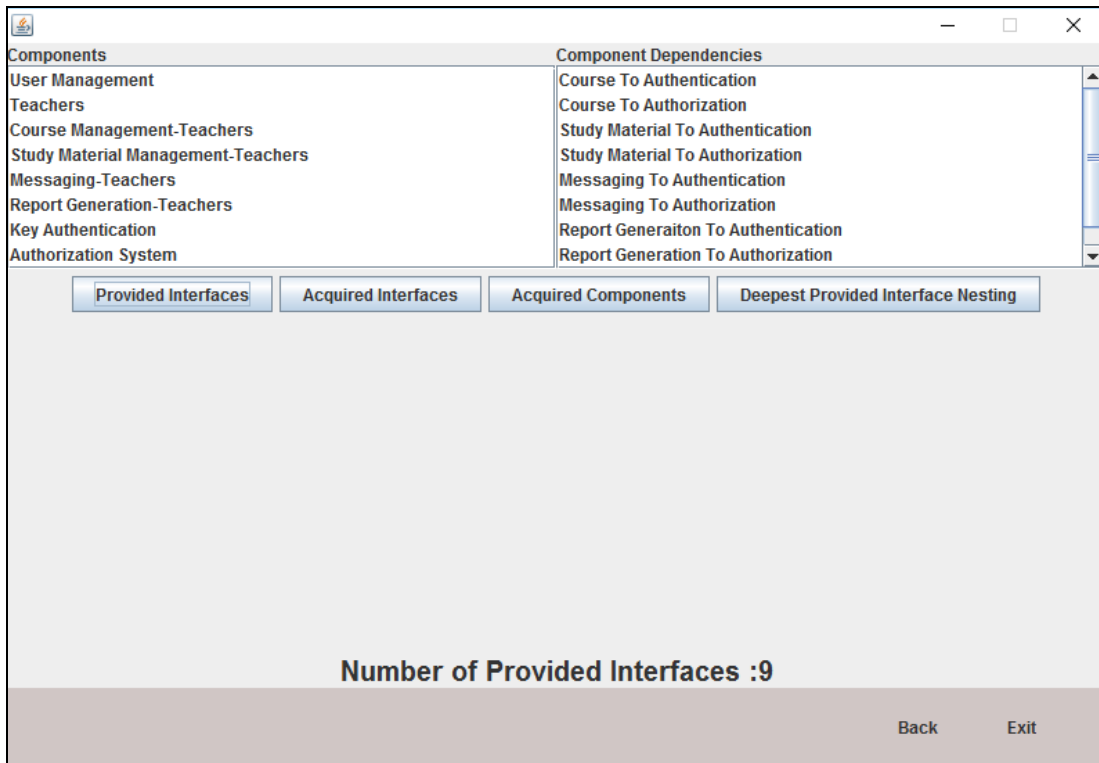 Components
User Management
Teachers
Course Management-Teachers
Study Material Management-Teachers
Messaging-Teachers
Report Generation-Teachers
Key Authentication
Authorization System
Component Dependencies
Course To Authentication
Course To Authorization
Study Material To Authentication
Study Material To Authorization
Messaging To Authentication
Messaging To Authorization
Report Generaiton To Authentication
Report Generation To Authorization
Provided Interfaces Acquired Interfaces Acquired Components Deepest Provided Interface Nesting
Number of Provided Interfaces :9
Back Exit